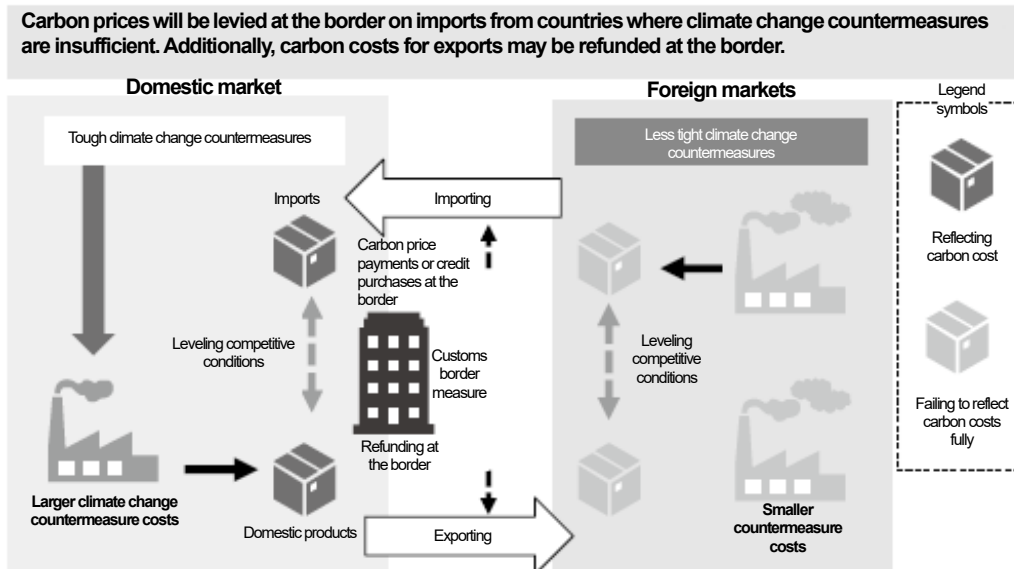 Carbon prices will be levied at the border on imports from countries where climate change countermeasures
are insufficient. Additionally, carbon costs for exports may be refunded at the border.
Domestic market
Tough climate change countermeasures
Imports
Importing
Carbon price
payments or credit
purchases at the
border
Leveling competitive
conditions
Customs
border
measure
Refunding at
the border
Larger climate change
countermeasure costs
Domestic products
Exporting
Foreign markets
Less tight climate change
countermeasures
Leveling
competitive
conditions
Smaller
countermeasure
costs
Legend
symbols
Reflecting
carbon cost
Failing to reflect
carbon costs
fully